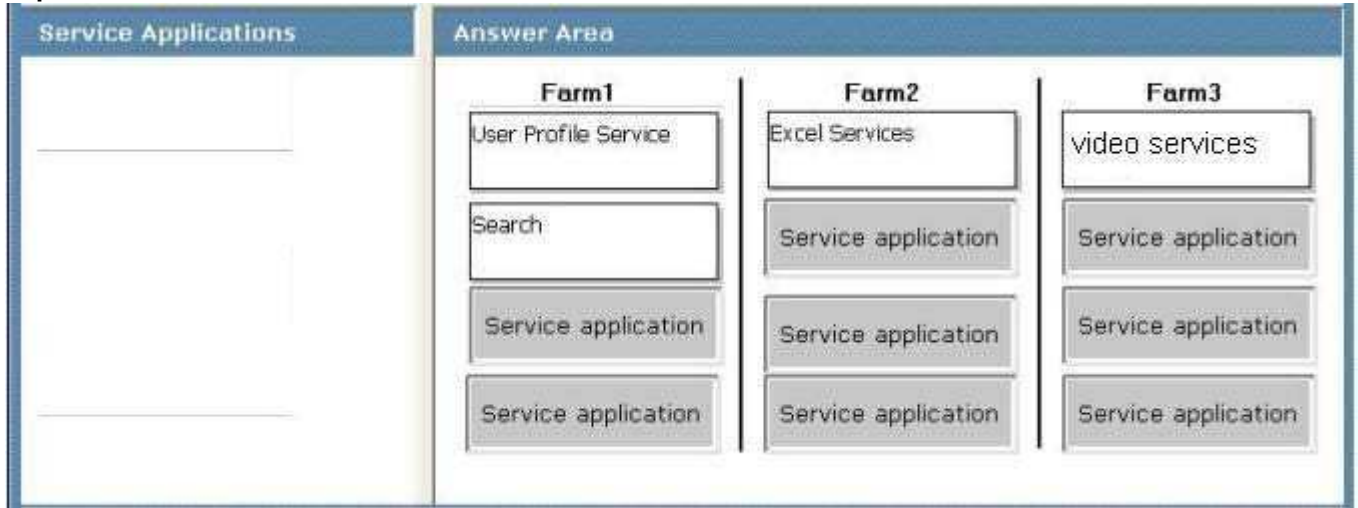 Service Applications
Answer Area
Farm1
Farm2
Farm3
User Profile Service
Excel Services
video services
Search
Service application
Service application
Service application
Service application
Service application
Service application
Service application
Service application